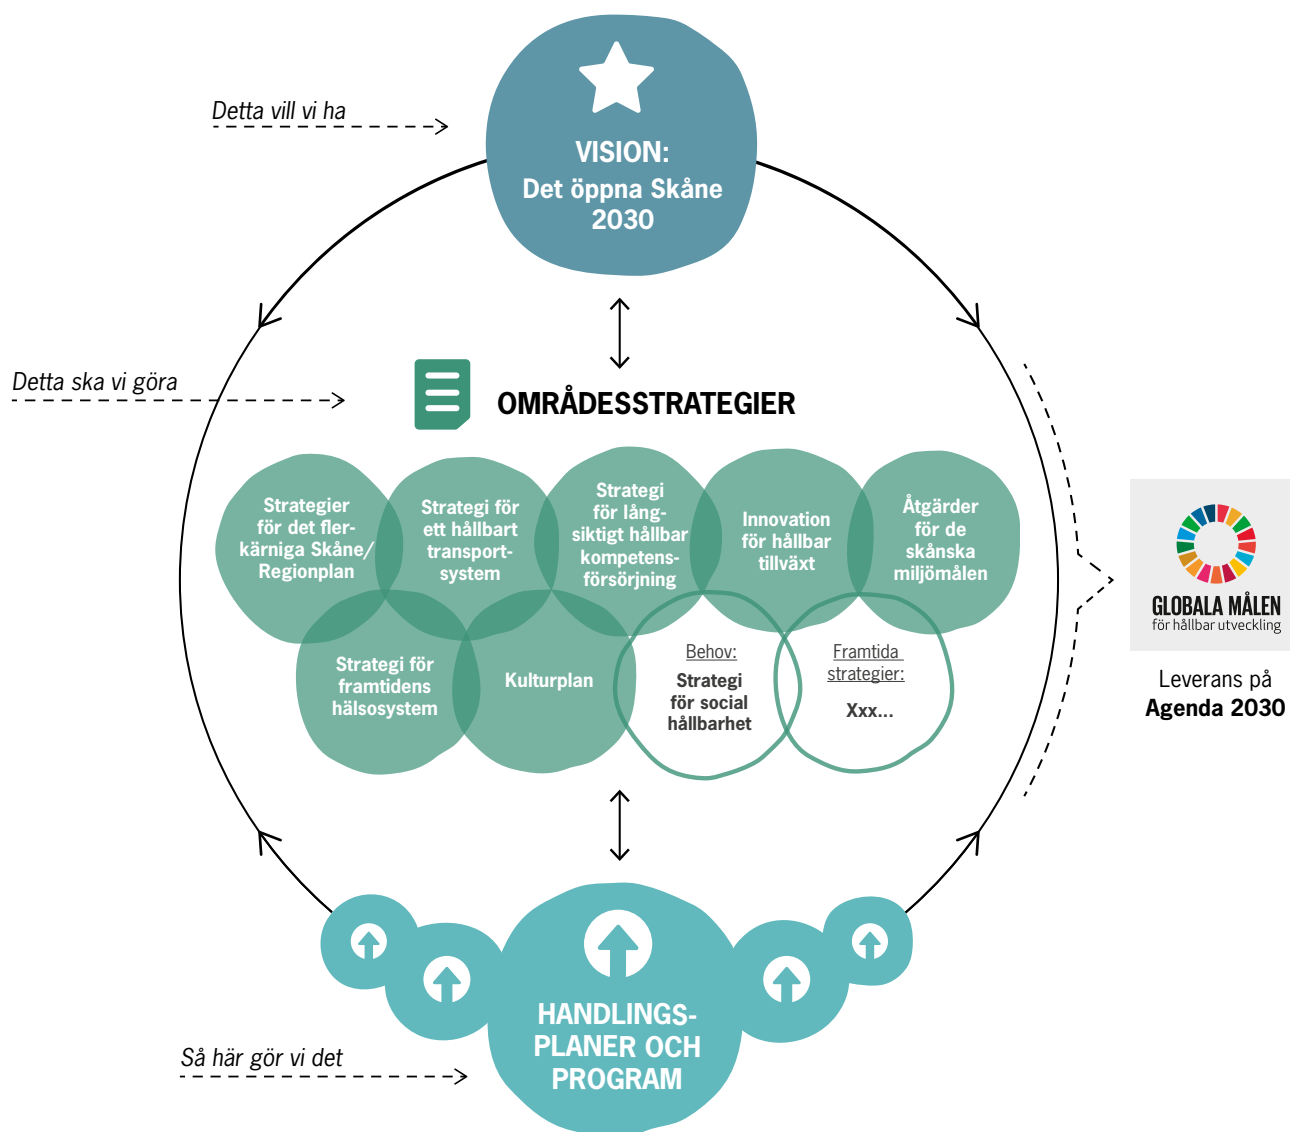 Detta vill vi ha
VISION:
Det öppna Skåne
2030
Detta ska vi göra
OMRÅDESSTRATEGIER
Strategier
för det fler-
kärniga Skåne/
Regionplan
Strategi för
ett hållbart
transport-
system
Strategi
för lång-
siktigt hållbar
kompetens-
försörjning
Innovation
för hållbar
tillväxt
Åtgärder
för de
skånska
miljömålen
Strategi för
framtidens
hälsosystem
Kulturplan
Behov:
Strategi
för social
hållbarhet
Framtida
strategier:
Xxx...
GLOBALA MÅLEN
för hållbar utveckling
Leverans på
Agenda 2030
Så här gör vi det
HANDLINGS-
PLANER OCH
PROGRAM